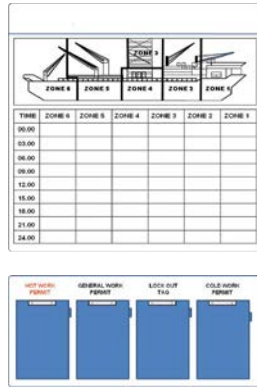 ZONE 3
ZONE 6 ZONE 5 ZONE 4 ZONE 2 ZONE 1
TIME ZONE 6 ZONE 5 ZONE 4 ZONE 3 ZONE 2 ZONE 1
00.00
03.00
06.00
09.00
12.00
15.00
18.00
21.00
24.00
HOT WORK GENERAL WORK LOCK OUT COLD WORK
PERMIT PERMIT TAG PERMIT